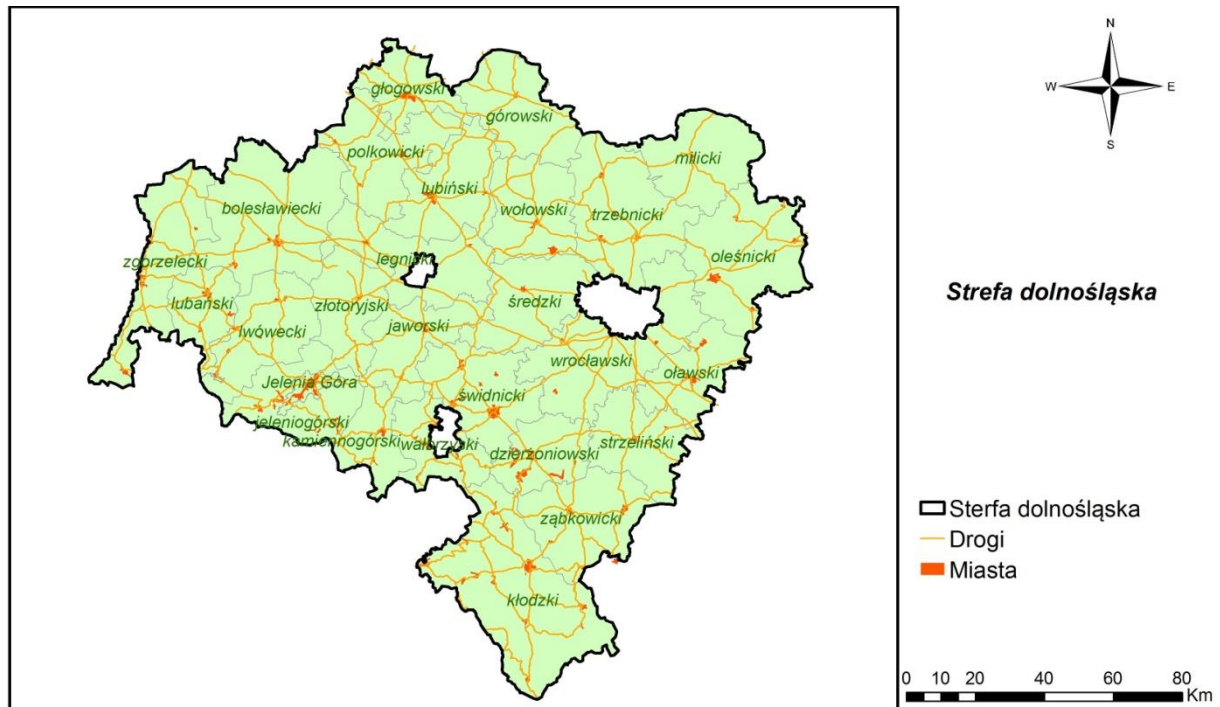 głogowski
górowski
polkowicki
milicki
lubiński
bolesławiecki
wołowski
trzebnicki
zgorzelecki
legnicki
oleśnicki
lubański
złotoryjski
średzki
lwówecki
jaworski
wrocławski
Jelenia Góra
oławski
świdnicki
jeleniogórski
kamiennogórski
wałbrzyski
strzeliński
dzierżoniowski
ząbkowicki
kłodzki
N
W
E
S
Strefa dolnośląska
Sterfa dolnośląska
Drogi
Miasta
0 10 20 40 60 80
Km